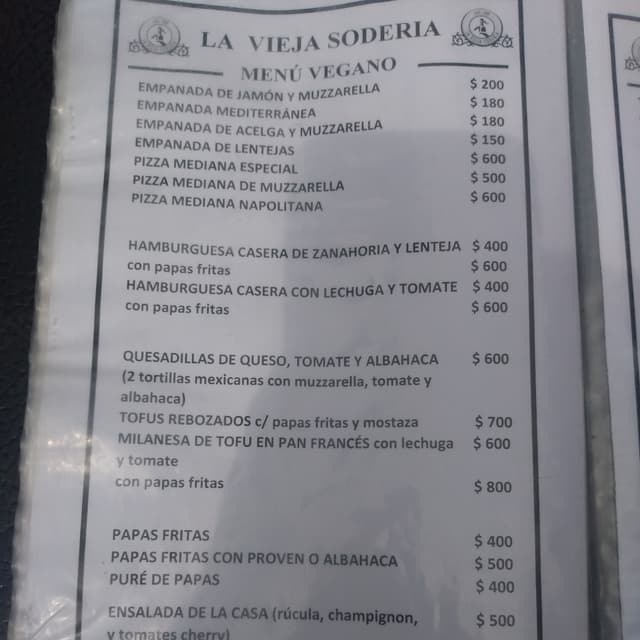 LA VIEJA SODERIA
MENÚ VEGANO
EMPANADA DE JAMÓN Y MUZZARELLA $ 200
EMPANADA MEDITERRÁNEA $ 180
EMPANADA DE ACELGA Y MUZZARELLA $ 180
EMPANADA DE LENTEJAS $ 150
PIZZA MEDIANA ESPECIAL $ 600
PIZZA MEDIANA DE MUZZARELLA $ 500
PIZZA MEDIANA NAPOLITANA $ 600
HAMBURGUESA CASERA DE ZANAHORIA Y LENTEJA $ 400
con papas fritas $ 600
HAMBURGUESA CASERA CON LECHUGA Y TOMATE $ 400
con papas fritas $ 600
QUESADILLAS DE QUESO, TOMATE Y ALBAHACA $ 600
(2 tortillas mexicanas con muzzarella, tomate y
albahaca)
TOFUS REBOZADOS c/ papas fritas y mostaza $ 700
MILANESA DE TOFU EN PAN FRANCÉS con lechuga $ 600
y tomate
con papas fritas $ 800
PAPAS FRITAS $ 400
PAPAS FRITAS CON PROVEN O ALBAHACA $ 500
PURÉ DE PAPAS $ 400
ENSALADA DE LA CASA (rúcula, champignon, $ 500
y tomates cherry)